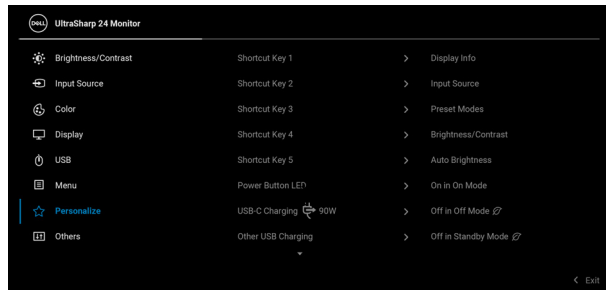 DELL UltraSharp 24 Monitor
Brightness/Contrast Shortcut Key 1 > Display Info
Input Source Shortcut Key 2 > Input Source
Color Shortcut Key 3 > Preset Modes
Display Shortcut Key 4 > Brightness/Contrast
USB Shortcut Key 5 > Auto Brightness
Menu Power Button LED > On in On Mode
Personalize USB-C Charging 90W > Off in Off Mode
Others Other USB Charging > Off in Standby Mode
< Exit